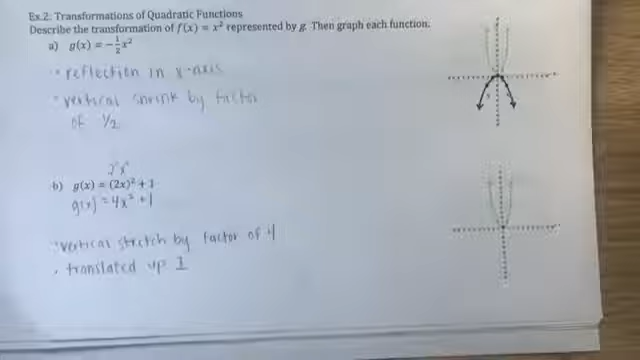 Ex.2: Transformations of Quadratic Functions
Describe the transformation of f(x) = x² represented by g. Then graph each function.
a) g(x) = −½x²
· reflection in x-axis
· vertical shrink by factor
of ½
2²x²
b) g(x) = (2x)² + 1
g(x) = 4x² + 1
· vertical stretch by factor of 4
· translated up 1